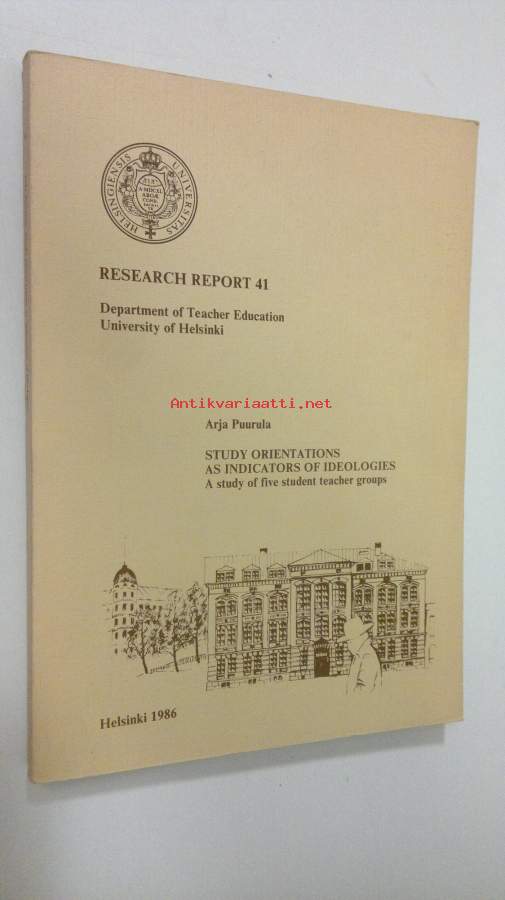 HELSINGIENSIS UNIVERSITAS
RESEARCH REPORT 41
Department of Teacher Education
University of Helsinki
Antikvariaatti.net
Arja Puurula
STUDY ORIENTATIONS
AS INDICATORS OF IDEOLOGIES
A study of five student teacher groups
Helsinki 1986